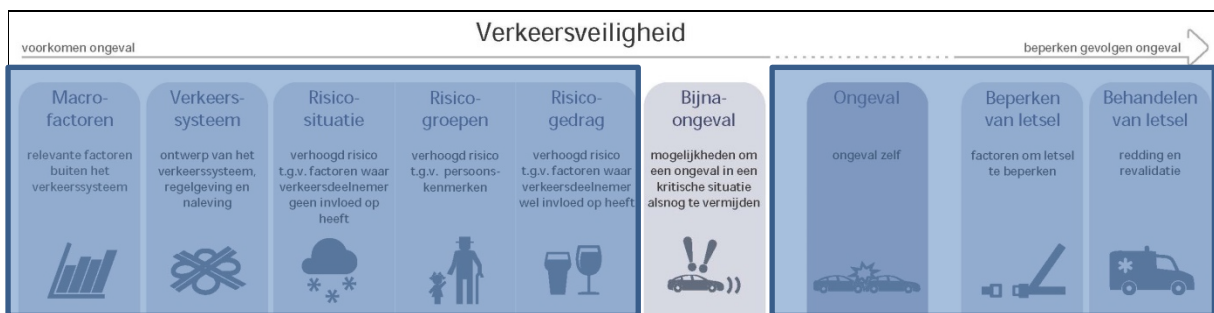 Verkeersveiligheid
voorkomen ongeval
beperken gevolgen ongeval
Macro-
factoren
relevante factoren
buiten het
verkeerssysteem
Verkeers-
systeem
ontwerp van het
verkeerssysteem,
regelgeving en
naleving
Risico-
situatie
verhoogd risico
t.g.v. factoren waar
verkeersdeelnemer
geen invloed op
heeft
Risico-
groepen
verhoogd risico
t.g.v. persoons-
kenmerken
Risico-
gedrag
verhoogd risico
t.g.v. factoren waar
verkeersdeelnemer
wel invloed op heeft
Bijna-
ongeval
mogelijkheden om
een ongeval in een
kritische situatie
alsnog te vermijden
Ongeval
ongeval zelf
Beperken
van letsel
factoren om letsel
te beperken
Behandelen
van letsel
redding en
revalidatie